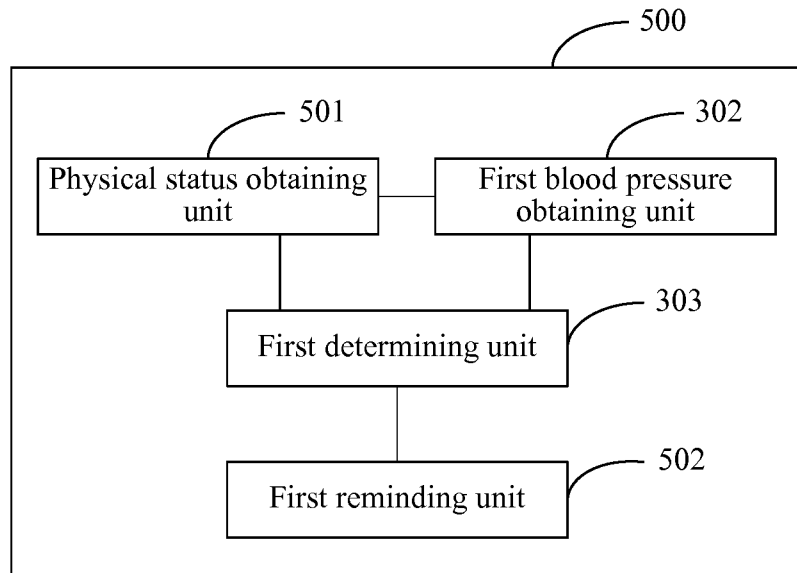 500
501
302
Physical status obtaining
unit
First blood pressure
obtaining unit
303
First determining unit
502
First reminding unit